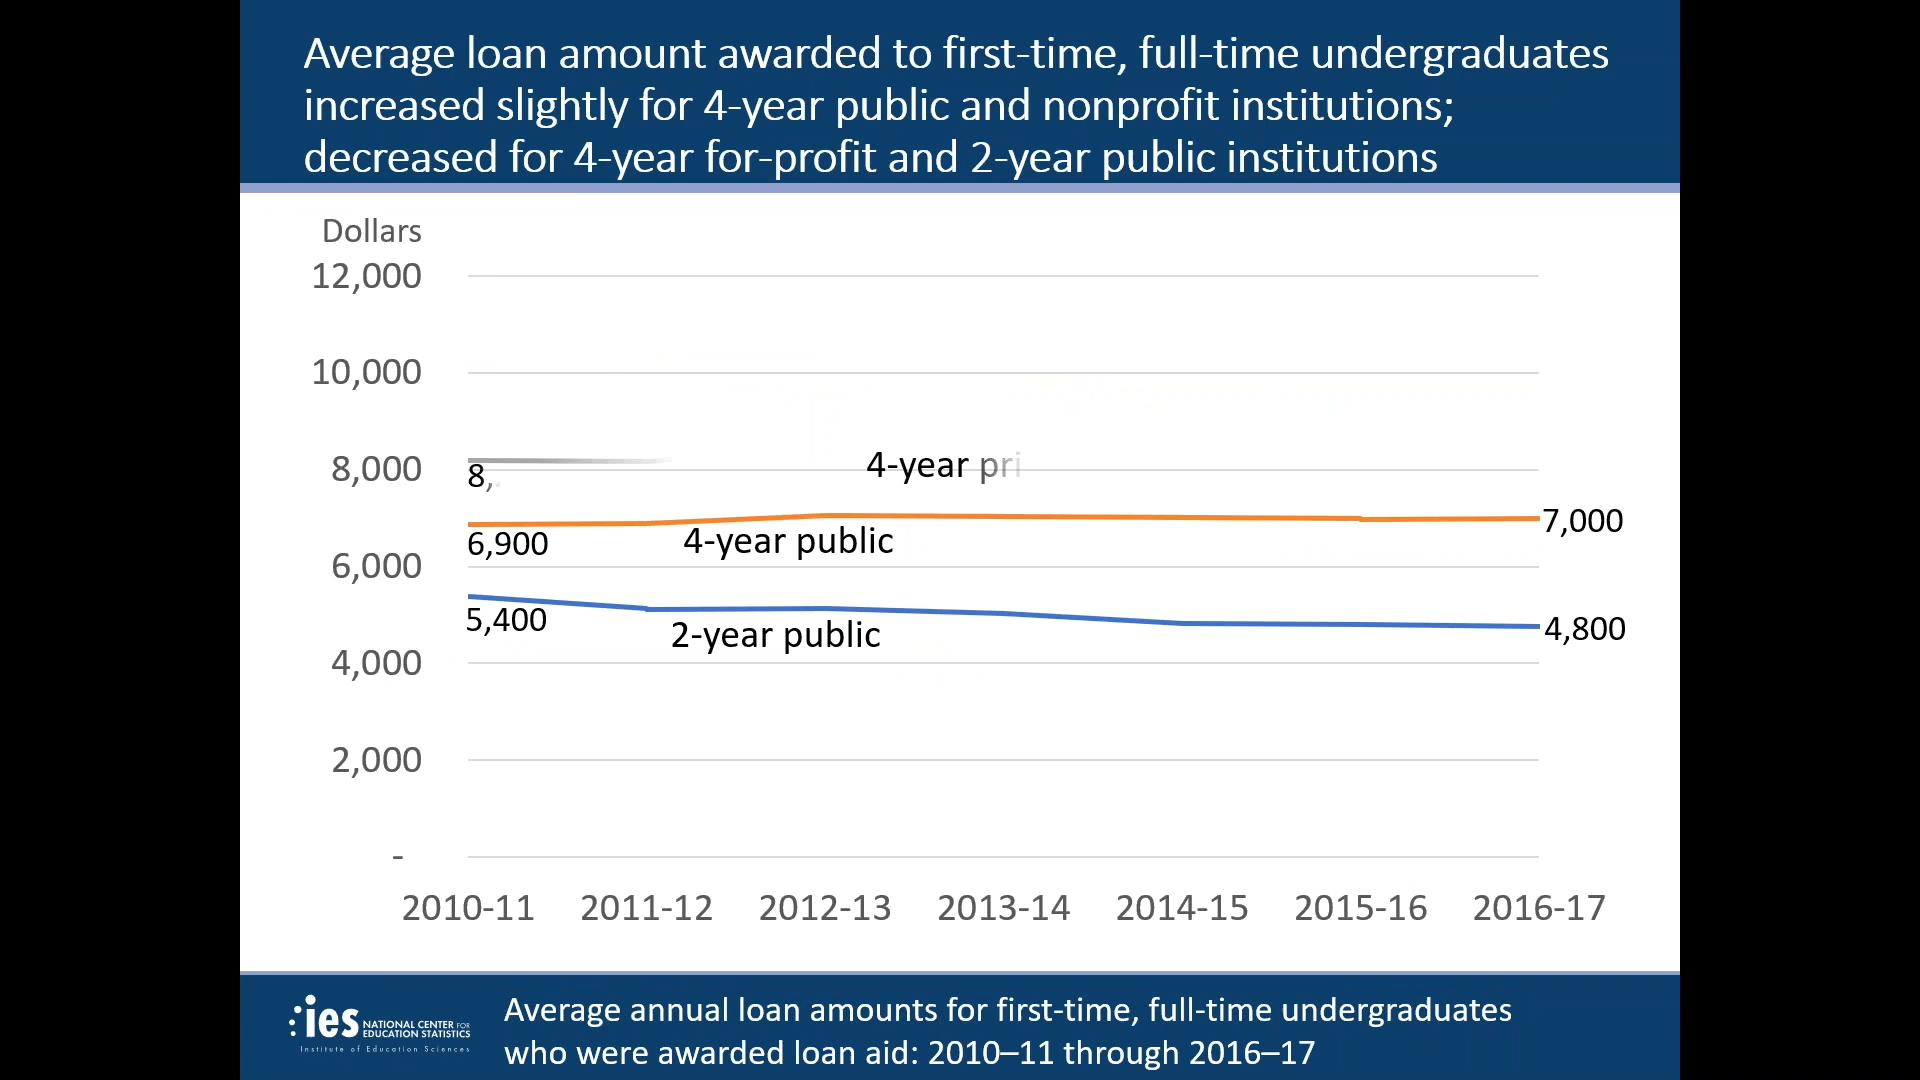 Average loan amount awarded to first-time, full-time undergraduates
increased slightly for 4-year public and nonprofit institutions;
decreased for 4-year for-profit and 2-year public institutions
Dollars
12,000
10,000
8,000
8,
4-year pri
7,000
6,900
4-year public
6,000
5,400
2-year public
4,800
4,000
2,000
-
2010-11 2011-12 2012-13 2013-14 2014-15 2015-16 2016-17
ies NATIONAL CENTER FOR
EDUCATION STATISTICS
Institute of Education Sciences
Average annual loan amounts for first-time, full-time undergraduates
who were awarded loan aid: 2010–11 through 2016–17